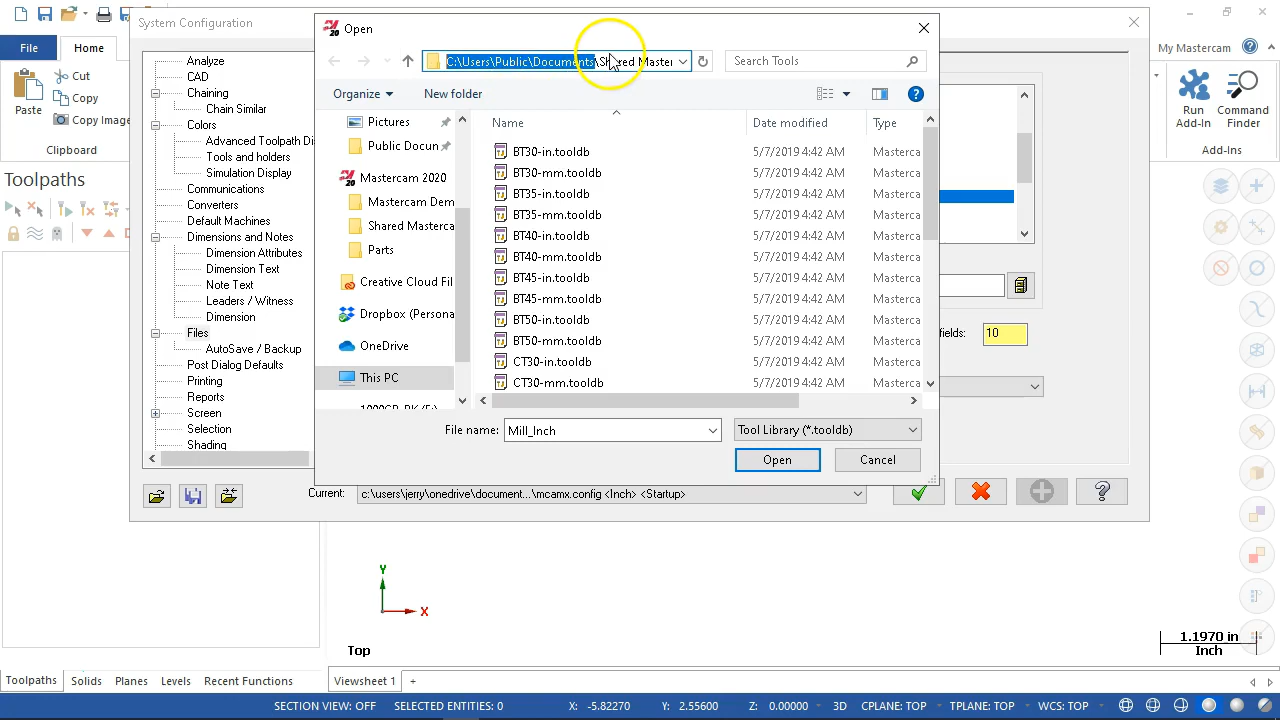 System Configuration
Open
C:\Users\Public\Documents\Shared Master
Search Tools
Organize
New folder
File
Home
Paste
Cut
Copy
Copy Image
Clipboard
My Mastercam
Run
Add-In
Command
Finder
Add-Ins
Toolpaths
Analyze
CAD
Chaining
Chain Similar
Colors
Advanced Toolpath Di
Tools and holders
Simulation Display
Communications
Converters
Default Machines
Dimensions and Notes
Dimension Attributes
Dimension Text
Note Text
Leaders / Witness
Dimension
Files
AutoSave / Backup
Post Dialog Defaults
Printing
Reports
Screen
Selection
Shading
Pictures
Public Docun
Mastercam 2020
Mastercam Dem
Shared Masterca
Parts
Creative Cloud Fil
Dropbox (Persona
OneDrive
This PC
Name
Date modified
Type
BT30-in.tooldb 5/7/2019 4:42 AM Masterca
BT30-mm.tooldb 5/7/2019 4:42 AM Masterca
BT35-in.tooldb 5/7/2019 4:42 AM Masterca
BT35-mm.tooldb 5/7/2019 4:42 AM Masterca
BT40-in.tooldb 5/7/2019 4:42 AM Masterca
BT40-mm.tooldb 5/7/2019 4:42 AM Masterca
BT45-in.tooldb 5/7/2019 4:42 AM Masterca
BT45-mm.tooldb 5/7/2019 4:42 AM Masterca
BT50-in.tooldb 5/7/2019 4:42 AM Masterca
BT50-mm.tooldb 5/7/2019 4:42 AM Masterca
CT30-in.tooldb 5/7/2019 4:42 AM Masterca
CT30-mm.tooldb 5/7/2019 4:42 AM Masterca
ields: 10
File name: Mill_Inch
Tool Library (*.tooldb)
Open
Cancel
Current: c:\users\jerry\onedrive\document...\mcamx.config <Inch> <Startup>
Y
X
Top
1.1970 in
Inch
Toolpaths Solids Planes Levels Recent Functions
Viewsheet 1 +
SECTION VIEW: OFF SELECTED ENTITIES: 0 X: -5.82270 Y: 2.55600 Z: 0.00000 3D CPLANE: TOP TPLANE: TOP WCS: TOP